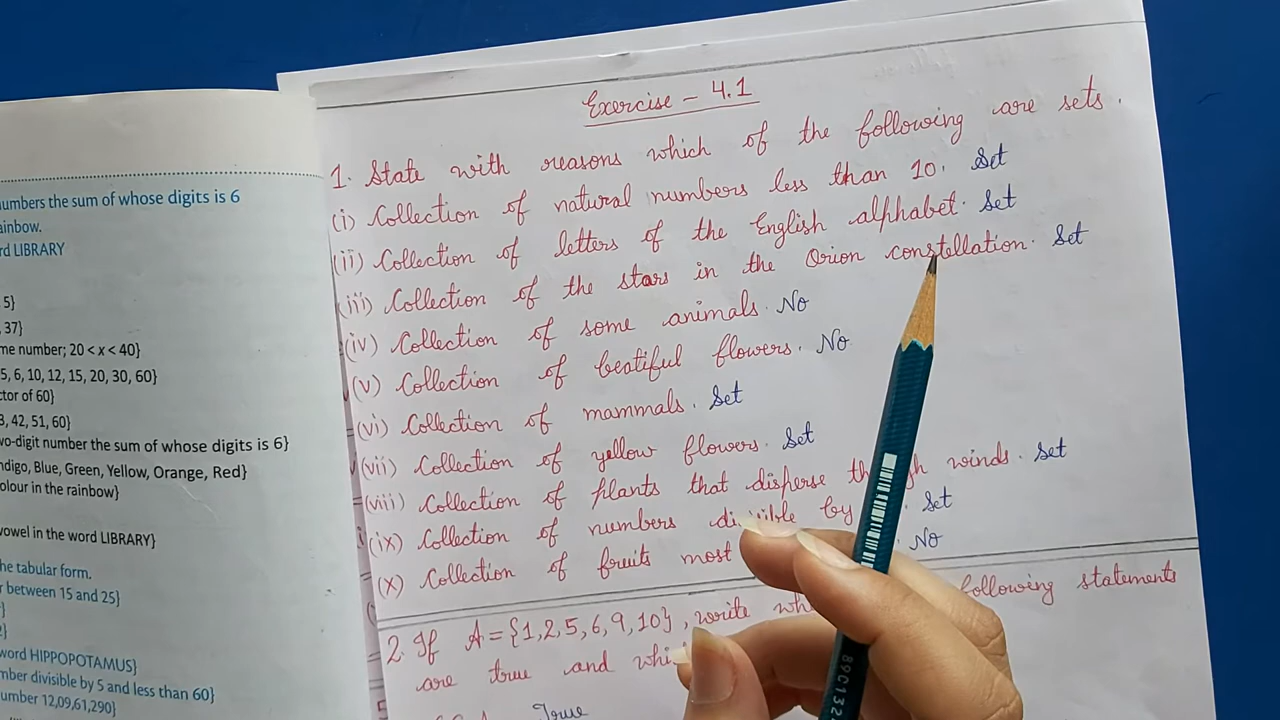 umbers the sum of whose digits is 6
ainbow.
rd LIBRARY
5}
, 37}
me number; 20 < x < 40}
5, 6, 10, 12, 15, 20, 30, 60}
ctor of 60}
3, 42, 51, 60}
wo-digit number the sum of whose digits is 6}
ndigo, Blue, Green, Yellow, Orange, Red}
olour in the rainbow}
vowel in the word LIBRARY}
he tabular form.
r between 15 and 25}
word HIPPOPOTAMUS}
mber divisible by 5 and less than 60}
umber 12,09,61,290}
Exercise - 4.1
1. State with reasons which of the following are sets.
(i) Collection of natural numbers less than 10. Set
(ii) Collection of letters of the English alphabet. Set
(iii) Collection of the stars in the Orion constellation. Set
(iv) Collection of some animals. No
(v) Collection of beatiful flowers. No
(vi) Collection of mammals. Set
(vii) Collection of yellow flowers. Set
(viii) Collection of plants that disperse th gh winds. Set
(ix) Collection of numbers divisible by Set
(x) Collection of fruits most No
2. If A = {1,2,5,6,9,10}, write wh following statements
are true and whi
True
89C132